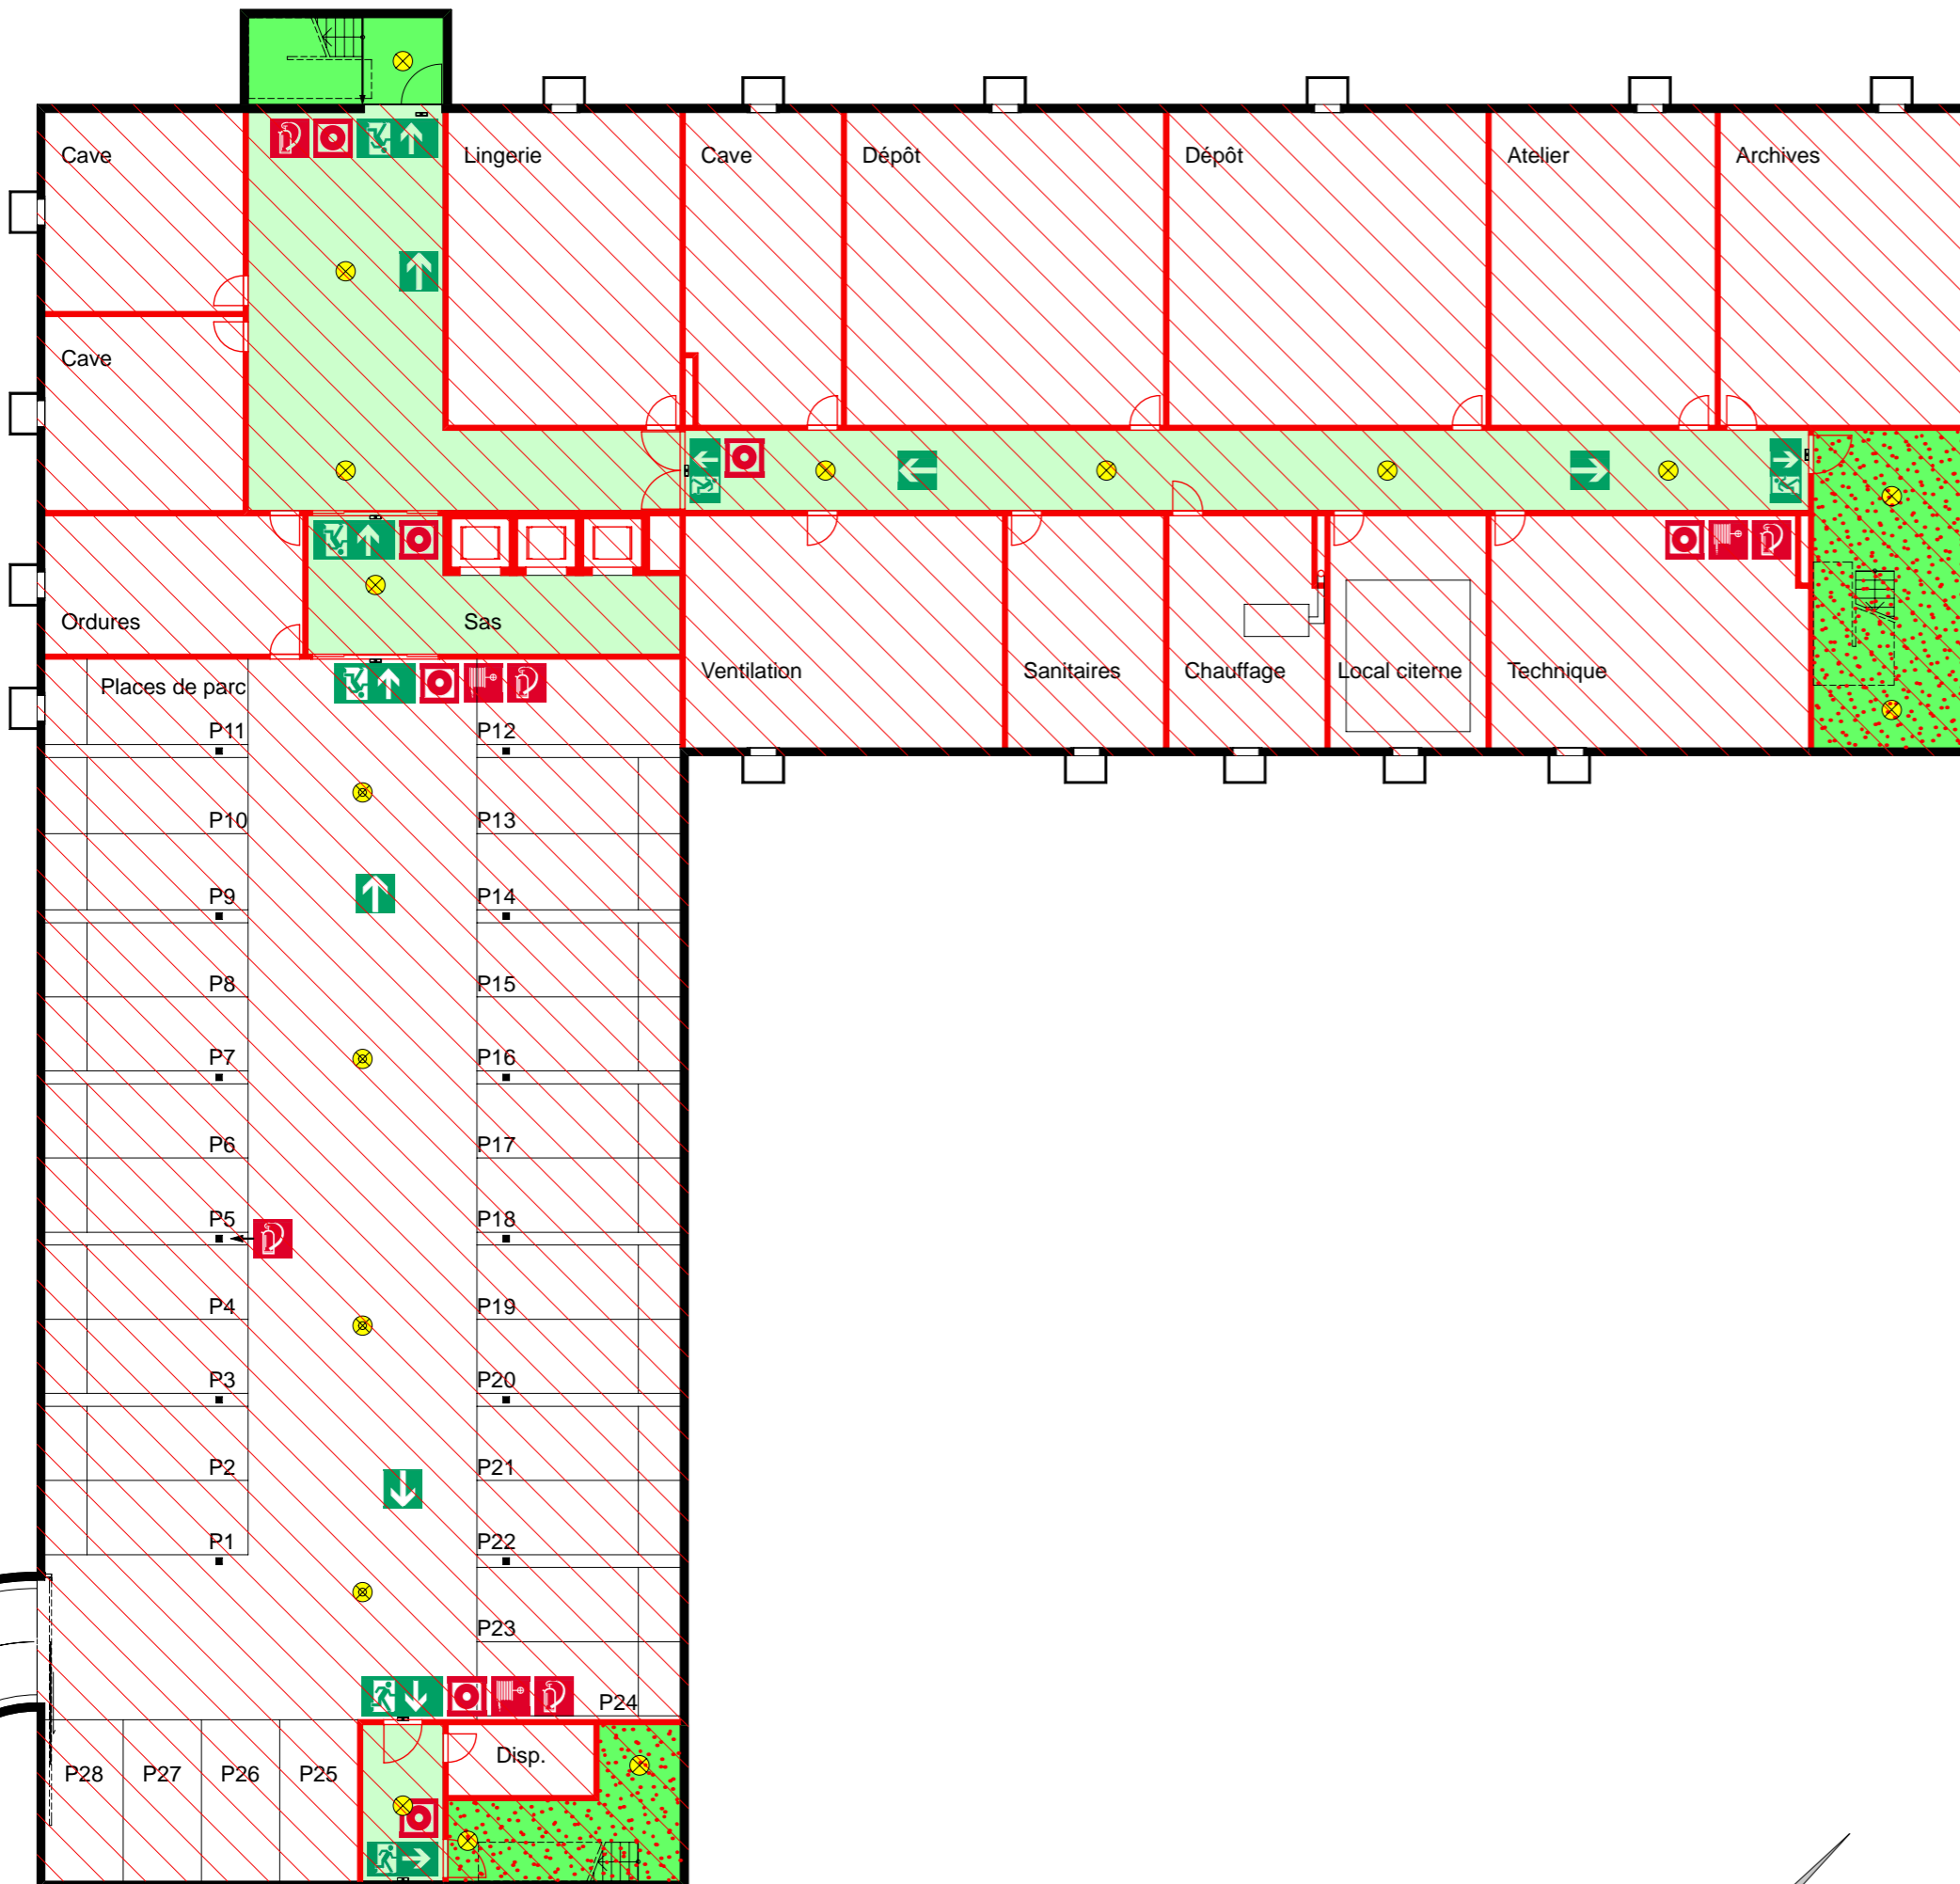 Cave
Lingerie
Cave
Dépôt
Dépôt
Atelier
Archives
Cave
Ordures
Sas
Ventilation
Sanitaires
Chauffage
Local citerne
Technique
Places de parc
P11
P12
P10
P13
P9
P14
P8
P15
P7
P16
P6
P17
P5
P18
P4
P19
P3
P20
P2
P21
P1
P22
P23
P24
Disp.
P28
P27
P26
P25